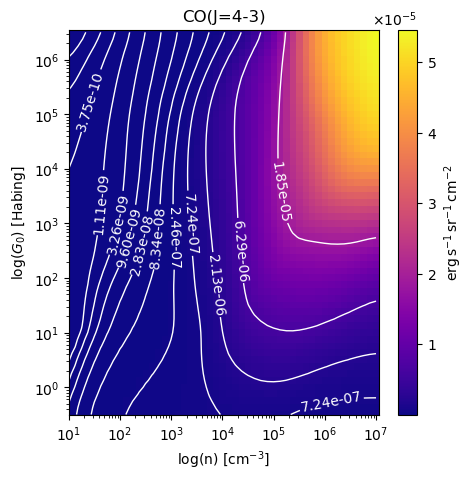 CO(J=4-3)
×10⁻⁵
10⁶
10⁵
10⁴
10³
10²
10¹
10⁰
log(G₀) [Habing]
3.75e-10
1.11e-09
3.26e-09
9.60e-09
2.83e-08
8.34e-08
2.46e-07
7.24e-07
2.13e-06
6.29e-06
1.85e-05
7.24e-07
10¹ 10² 10³ 10⁴ 10⁵ 10⁶ 10⁷
log(n) [cm⁻³]
5
4
3
2
1
erg s⁻¹ sr⁻¹ cm⁻²